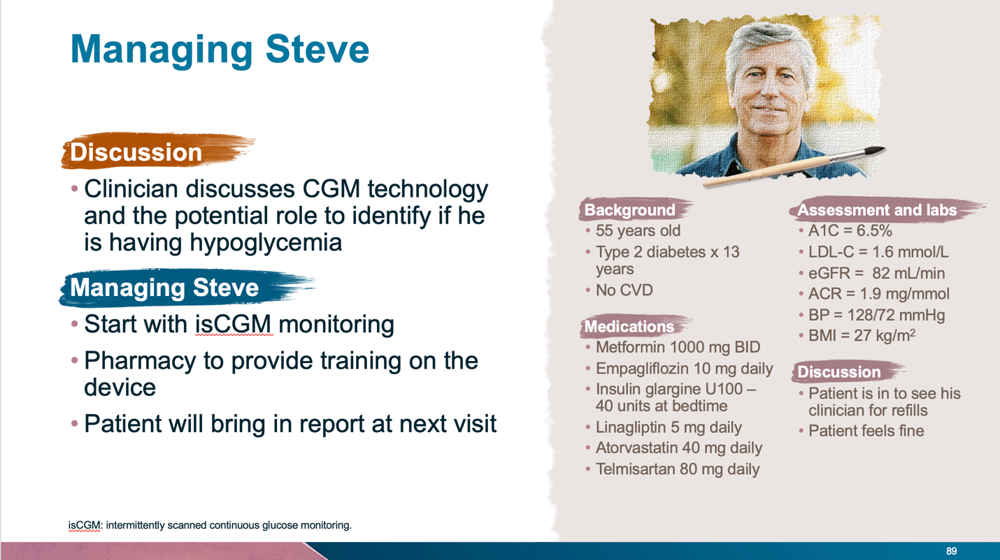 Managing Steve
Discussion
• Clinician discusses CGM technology
and the potential role to identify if he
is having hypoglycemia
Managing Steve
• Start with isCGM monitoring
• Pharmacy to provide training on the
device
• Patient will bring in report at next visit
isCGM: intermittently scanned continuous glucose monitoring.
Background
• 55 years old
• Type 2 diabetes x 13
years
• No CVD
Medications
• Metformin 1000 mg BID
• Empagliflozin 10 mg daily
• Insulin glargine U100 –
40 units at bedtime
• Linagliptin 5 mg daily
• Atorvastatin 40 mg daily
• Telmisartan 80 mg daily
Assessment and labs
• A1C = 6.5%
• LDL-C = 1.6 mmol/L
• eGFR =  82 mL/min
• ACR = 1.9 mg/mmol
• BP = 128/72 mmHg
• BMI = 27 kg/m²
Discussion
• Patient is in to see his
clinician for refills
• Patient feels fine
89